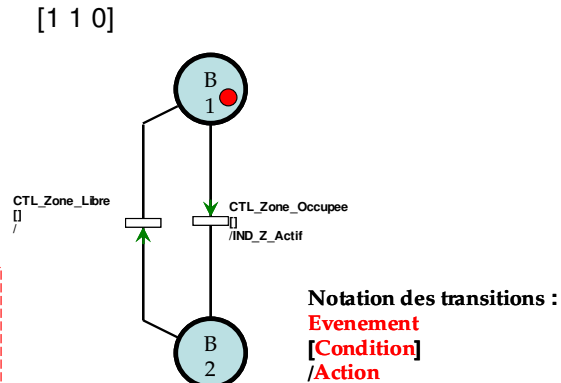 [1 1 0]
B
1
CTL_Zone_Libre
[]
/
CTL_Zone_Occupee
[]
/IND_Z_Actif
Notation des transitions :
Evenement
[Condition]
/Action
B
2